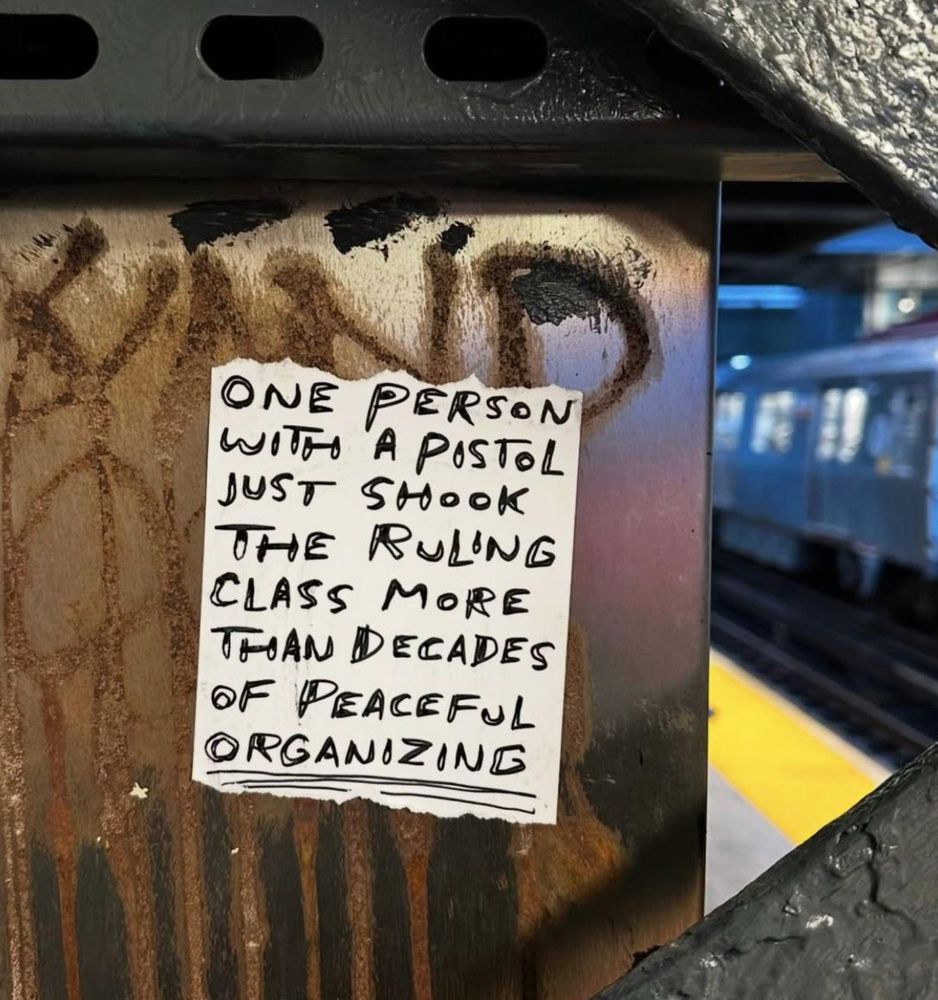 ONE PERSON
WITH A PISTOL
JUST SHOOK
THE RULING
CLASS MORE
THAN DECADES
OF PEACEFUL
ORGANIZING